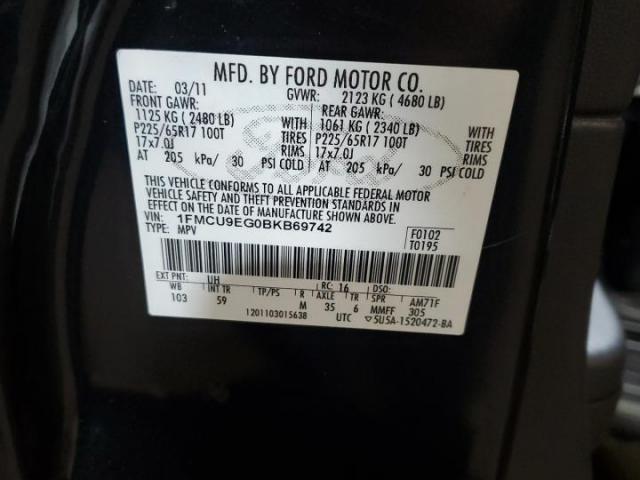 MFD. BY FORD MOTOR CO.
DATE: 03/11 GVWR: 2123 KG ( 4680 LB)
FRONT GAWR: REAR GAWR:
1125 KG ( 2480 LB) 1061 KG ( 2340 LB)
P225/65R17 100T TIRES P225/65R17 100T TIRES
17x7.0J RIMS 17x7.0J RIMS
AT 205 kPa/ 30 PSI COLD AT 205 kPa/ 30 PSI COLD
THIS VEHICLE CONFORMS TO ALL APPLICABLE FEDERAL MOTOR
VEHICLE SAFETY AND THEFT PREVENTION STANDARDS IN
EFFECT ON THE DATE OF MANUFACTURE SHOWN ABOVE.
VIN: 1FMCU9EG0BKB69742 F0102
TYPE: MPV T0195
EXT PNT: UH RC: 16 DSO:
WB INT TR TP/PS R AXLE TR SPR AM71F
103 59 M 35 6 MMFF 305
1201103015638 UTC ▽5U5A-1520472-BA
Ford